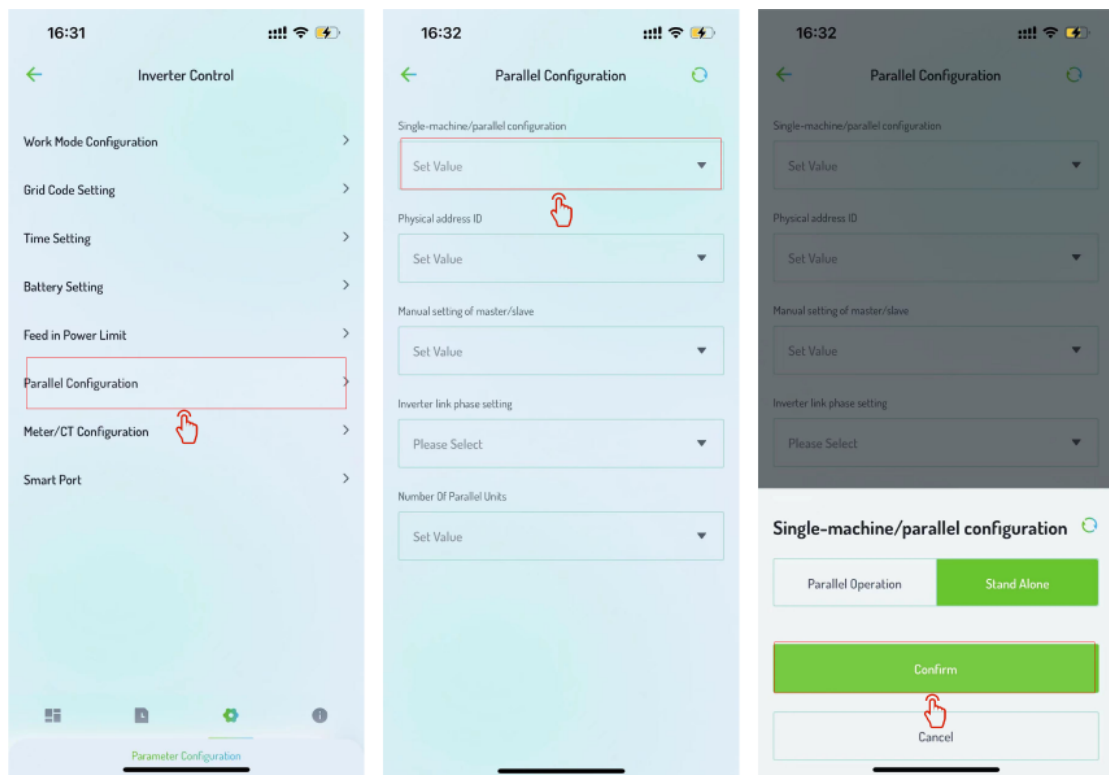 16:31
Inverter Control
Work Mode Configuration
Grid Code Setting
Time Setting
Battery Setting
Feed in Power Limit
Parallel Configuration
Meter/CT Configuration
Smart Port
Parameter Configuration
16:32
Parallel Configuration
Single-machine/parallel configuration
Set Value
Physical address ID
Set Value
Manual setting of master/slave
Set Value
Inverter link phase setting
Please Select
Number Of Parallel Units
Set Value
16:32
Parallel Configuration
Single-machine/parallel configuration
Set Value
Physical address ID
Set Value
Manual setting of master/slave
Set Value
Inverter link phase setting
Please Select
Single-machine/parallel configuration
Parallel Operation Stand Alone
Confirm
Cancel